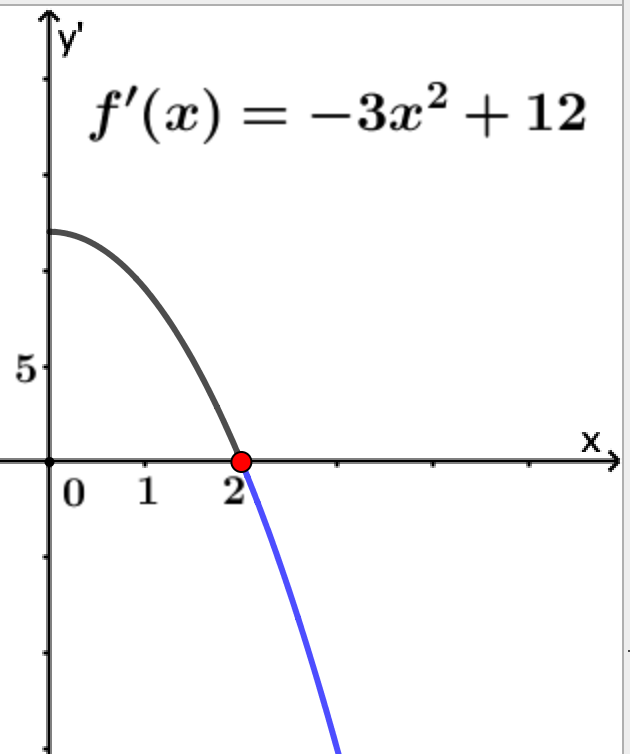 y'
f′(x) = −3x² + 12
5
x
0 1 2